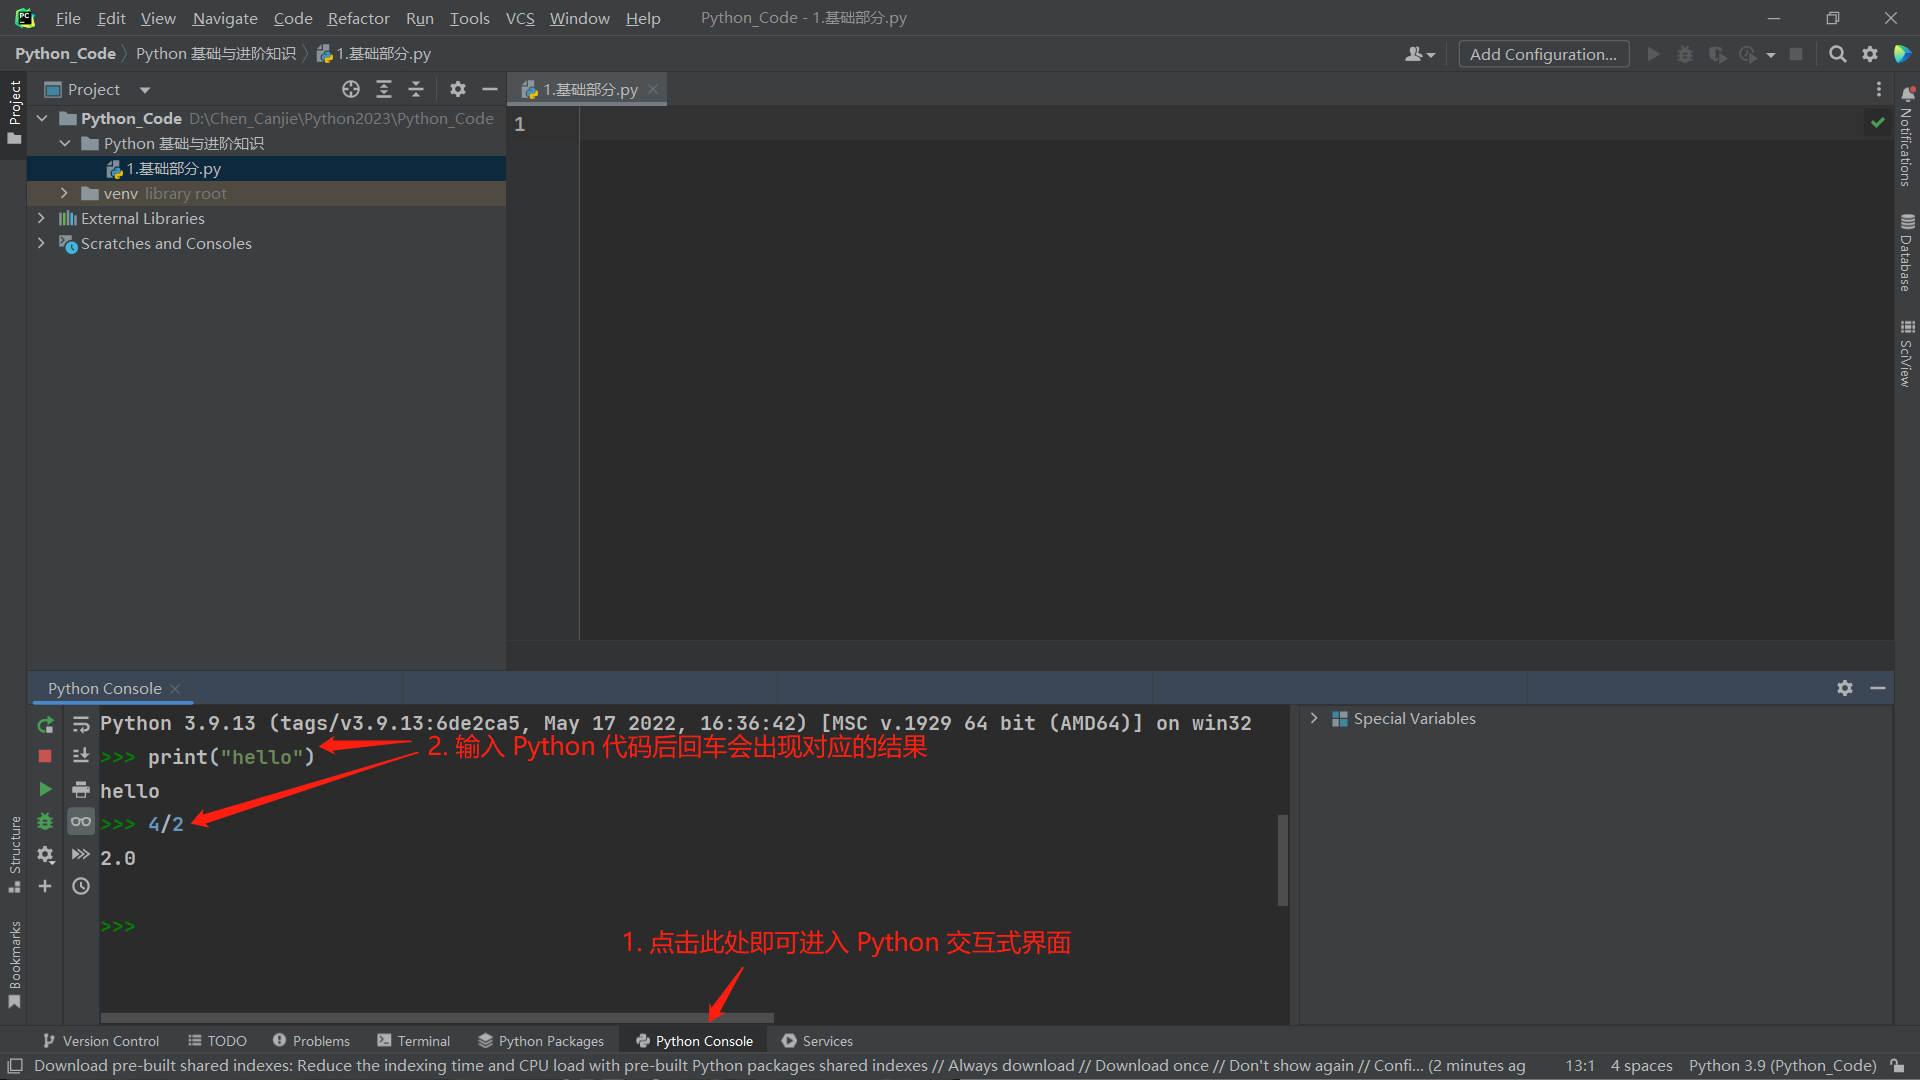 File Edit View Navigate Code Refactor Run Tools VCS Window Help Python_Code - 1.基础部分.py
Python_Code Python 基础与进阶知识 1.基础部分.py Add Configuration...
Project
1.基础部分.py
Project
Python_Code D:\Chen_Canjie\Python2023\Python_Code
Python 基础与进阶知识
1.基础部分.py
venv library root
External Libraries
Scratches and Consoles
1
Notifications
Database
SciView
Python Console
Python 3.9.13 (tags/v3.9.13:6de2ca5, May 17 2022, 16:36:42) [MSC v.1929 64 bit (AMD64)] on win32
>>> print("hello")
2. 输入 Python 代码后回车会出现对应的结果
hello
>>> 4/2
2.0
>>>
1. 点击此处即可进入 Python 交互式界面
Special Variables
Structure
Bookmarks
Version Control TODO Problems Terminal Python Packages Python Console Services
Download pre-built shared indexes: Reduce the indexing time and CPU load with pre-built Python packages shared indexes // Always download // Download once // Don't show again // Confi... (2 minutes ag 13:1 4 spaces Python 3.9 (Python_Code)